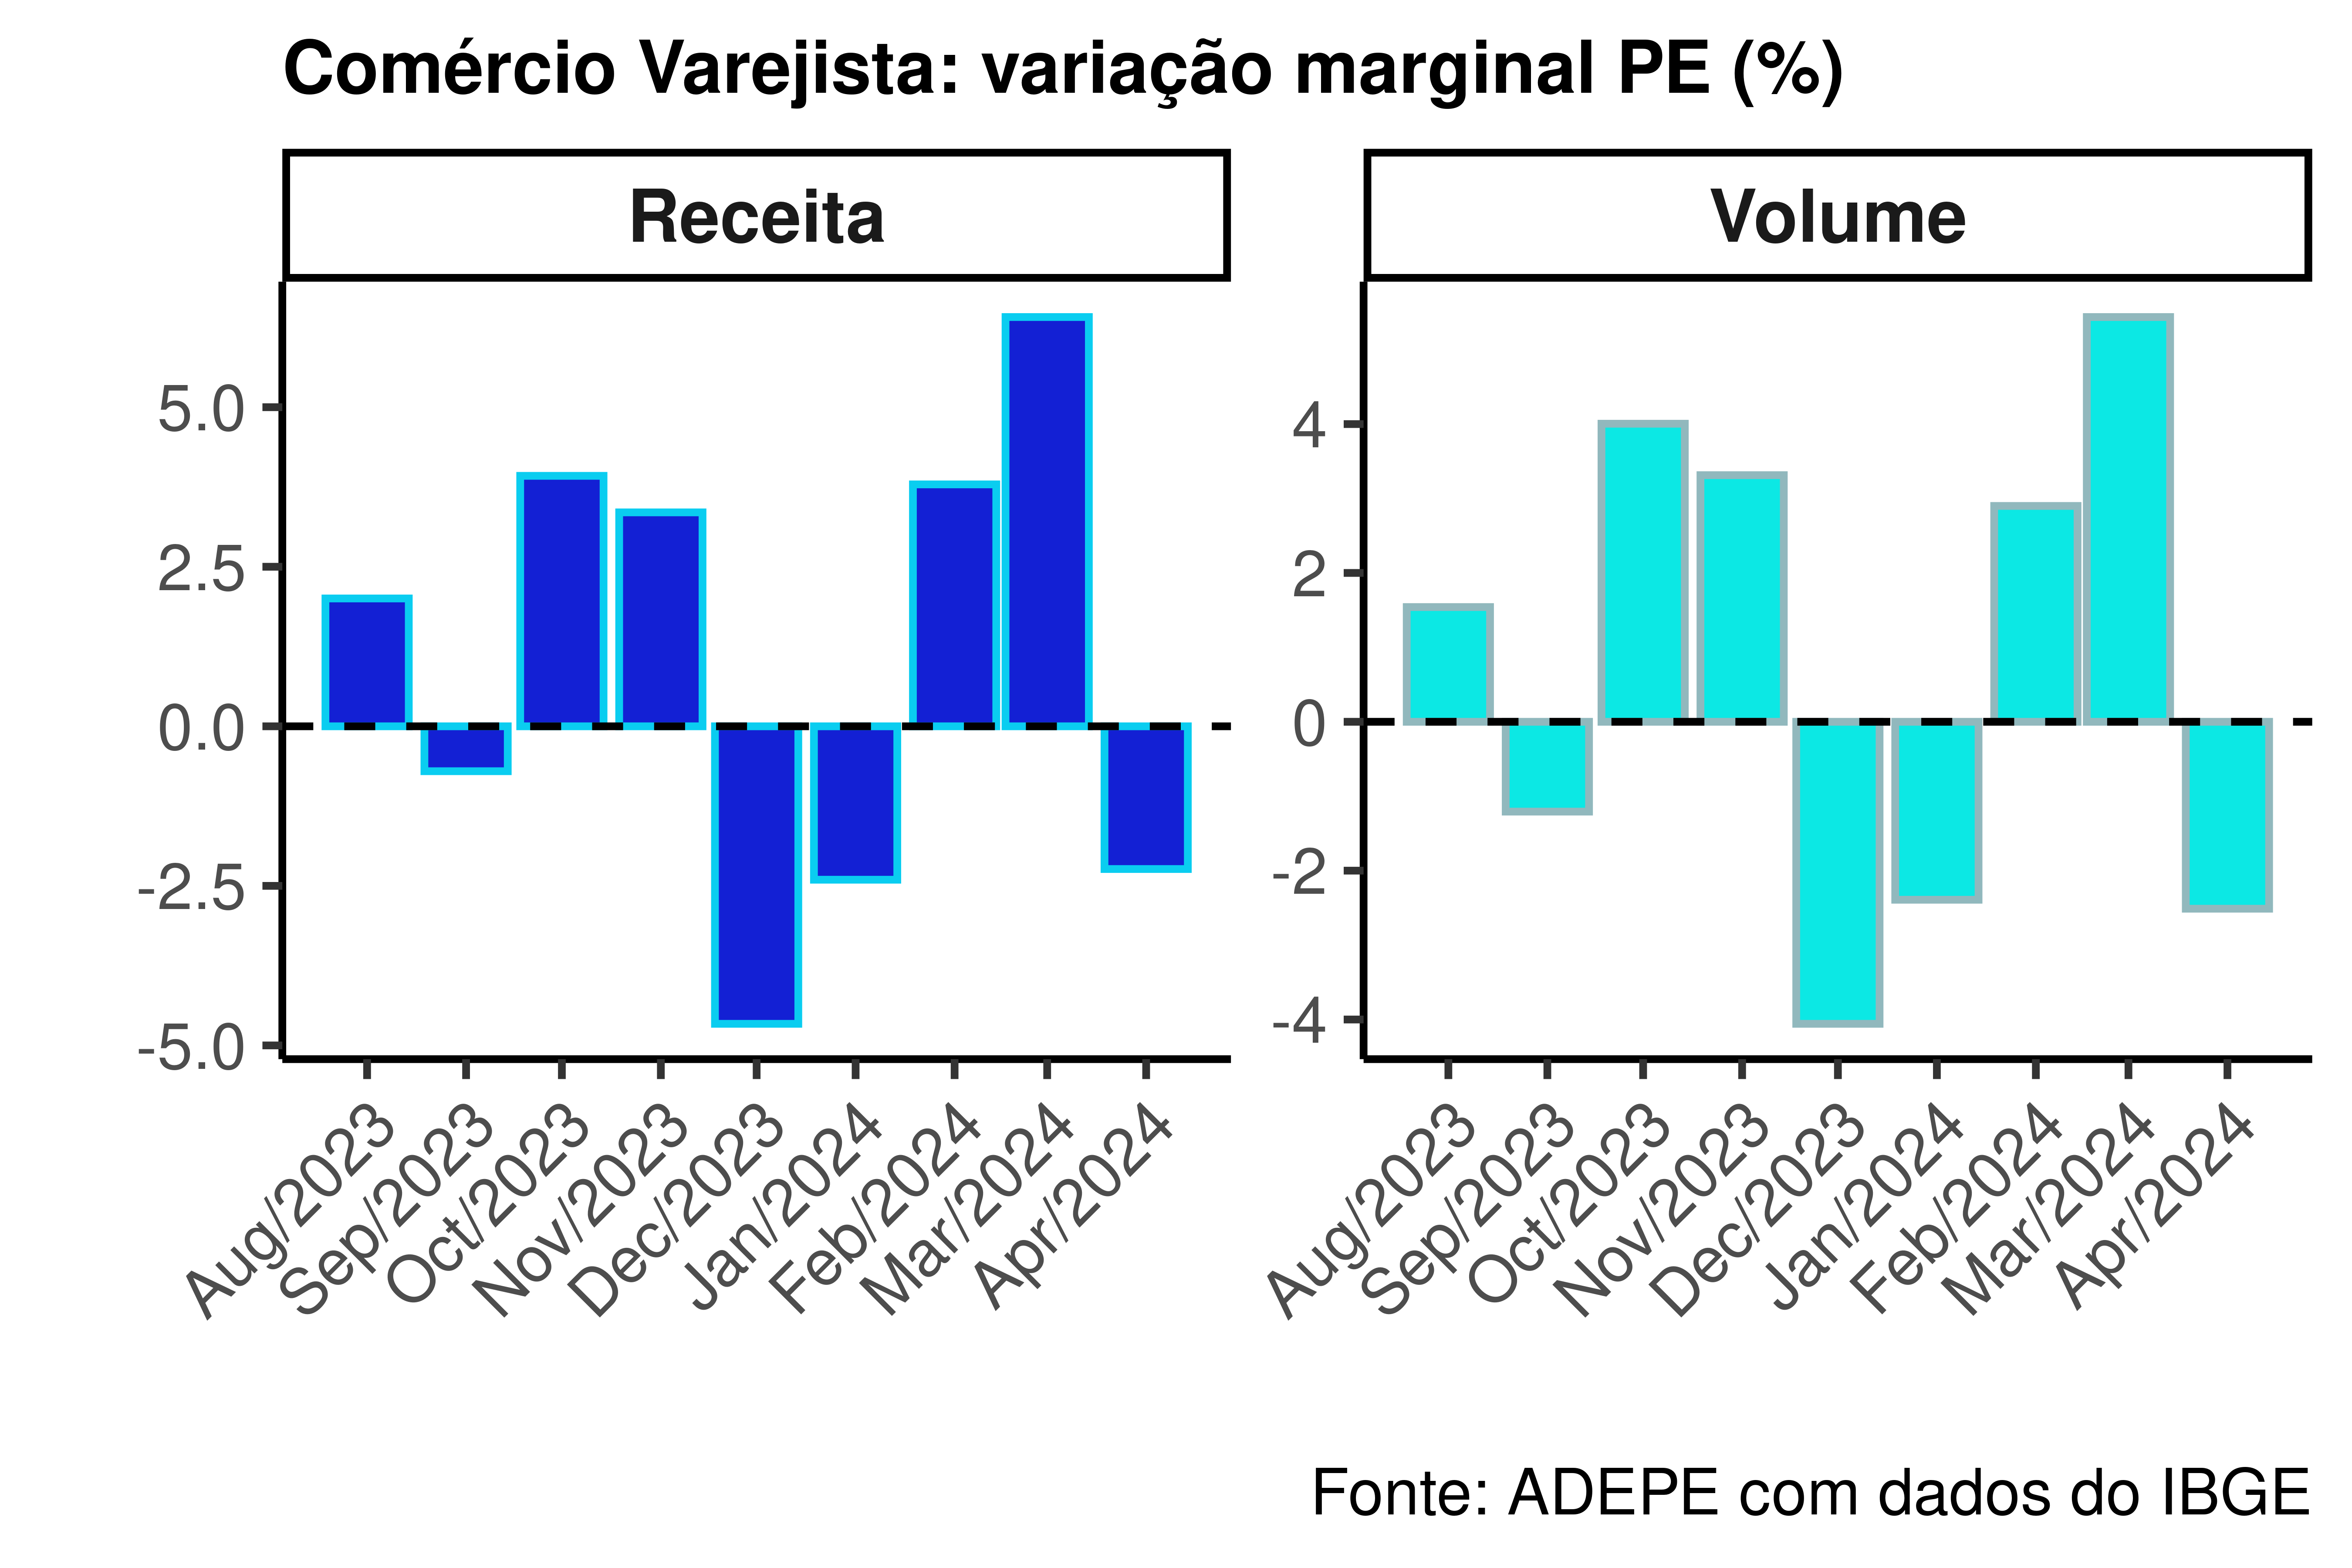 Comércio Varejista: variação marginal PE (%)
Receita
5.0
2.5
0.0
-2.5
-5.0
Aug/2023
Sep/2023
Oct/2023
Nov/2023
Dec/2023
Jan/2024
Feb/2024
Mar/2024
Apr/2024
Volume
4
2
0
-2
-4
Aug/2023
Sep/2023
Oct/2023
Nov/2023
Dec/2023
Jan/2024
Feb/2024
Mar/2024
Apr/2024
Fonte: ADEPE com dados do IBGE